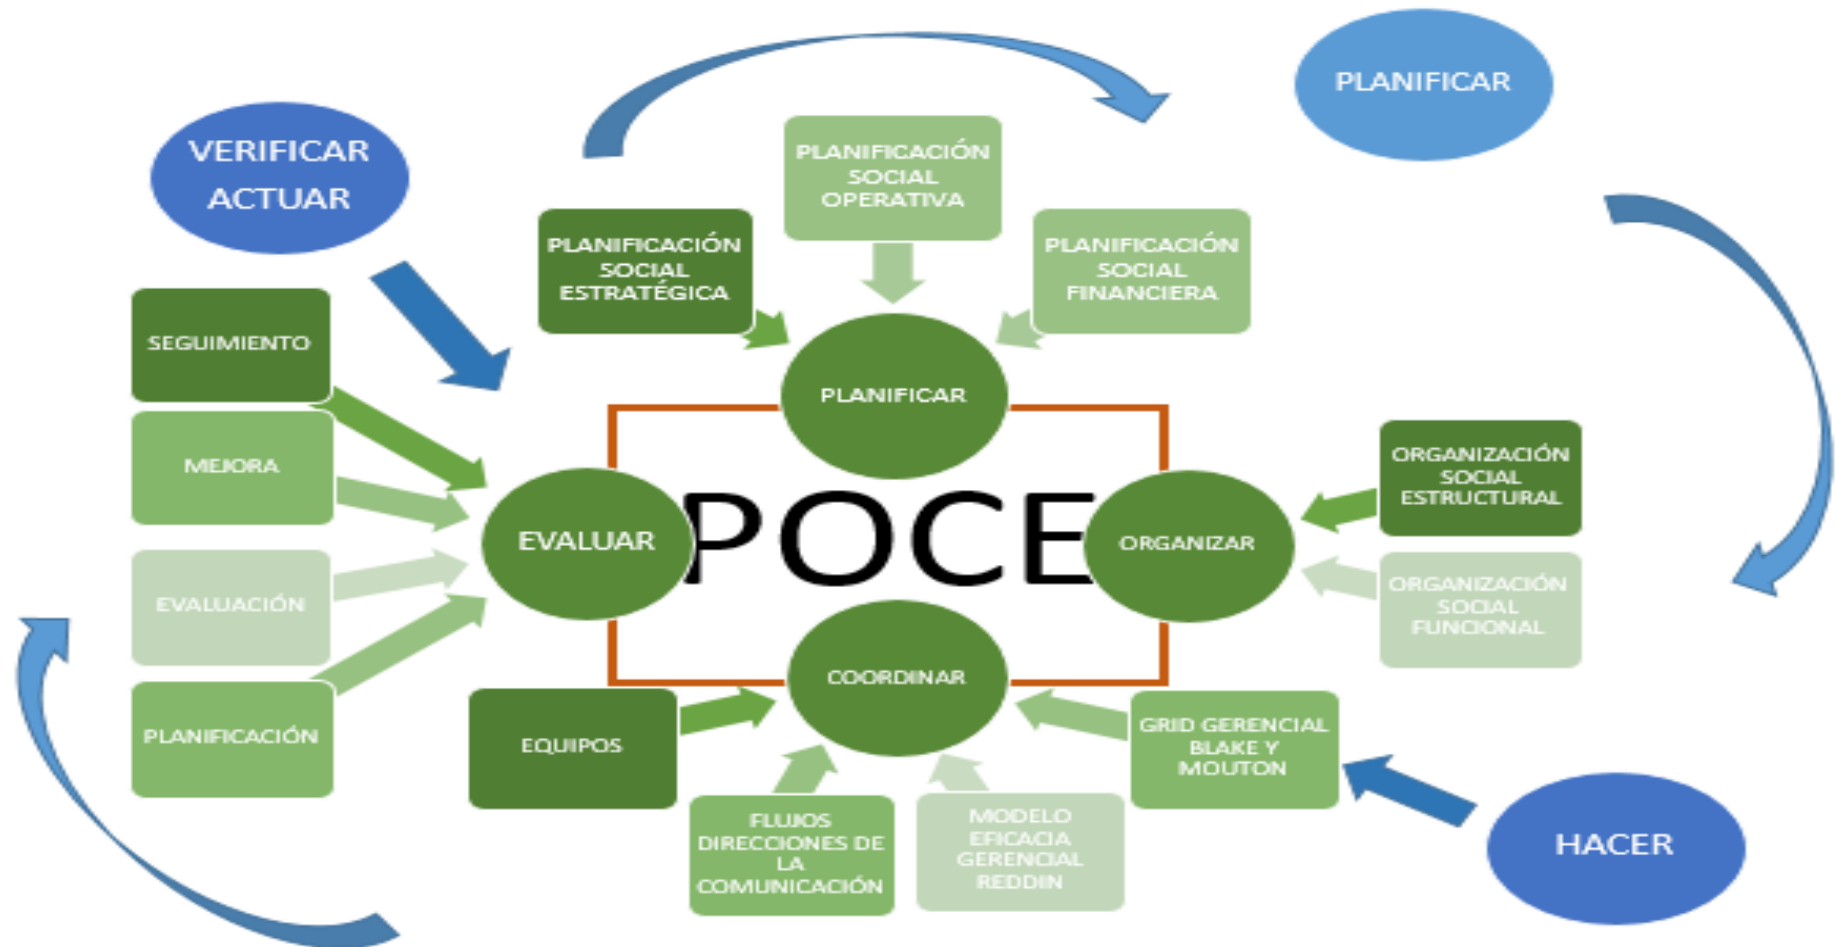 PLANIFICAR
VERIFICAR
ACTUAR
PLANIFICACIÓN
SOCIAL
OPERATIVA
PLANIFICACIÓN
SOCIAL
ESTRATÉGICA
PLANIFICACIÓN
SOCIAL
FINANCIERA
SEGUIMIENTO
PLANIFICAR
MEJORA
ORGANIZACIÓN
SOCIAL
ESTRUCTURAL
EVALUAR
POCE
ORGANIZAR
EVALUACIÓN
ORGANIZACIÓN
SOCIAL
FUNCIONAL
COORDINAR
PLANIFICACIÓN
EQUIPOS
GRID GERENCIAL
BLAKE Y
MOUTON
FLUJOS
DIRECCIONES DE
LA
COMUNICACIÓN
MODELO
EFICACIA
GERENCIAL
REDDIN
HACER